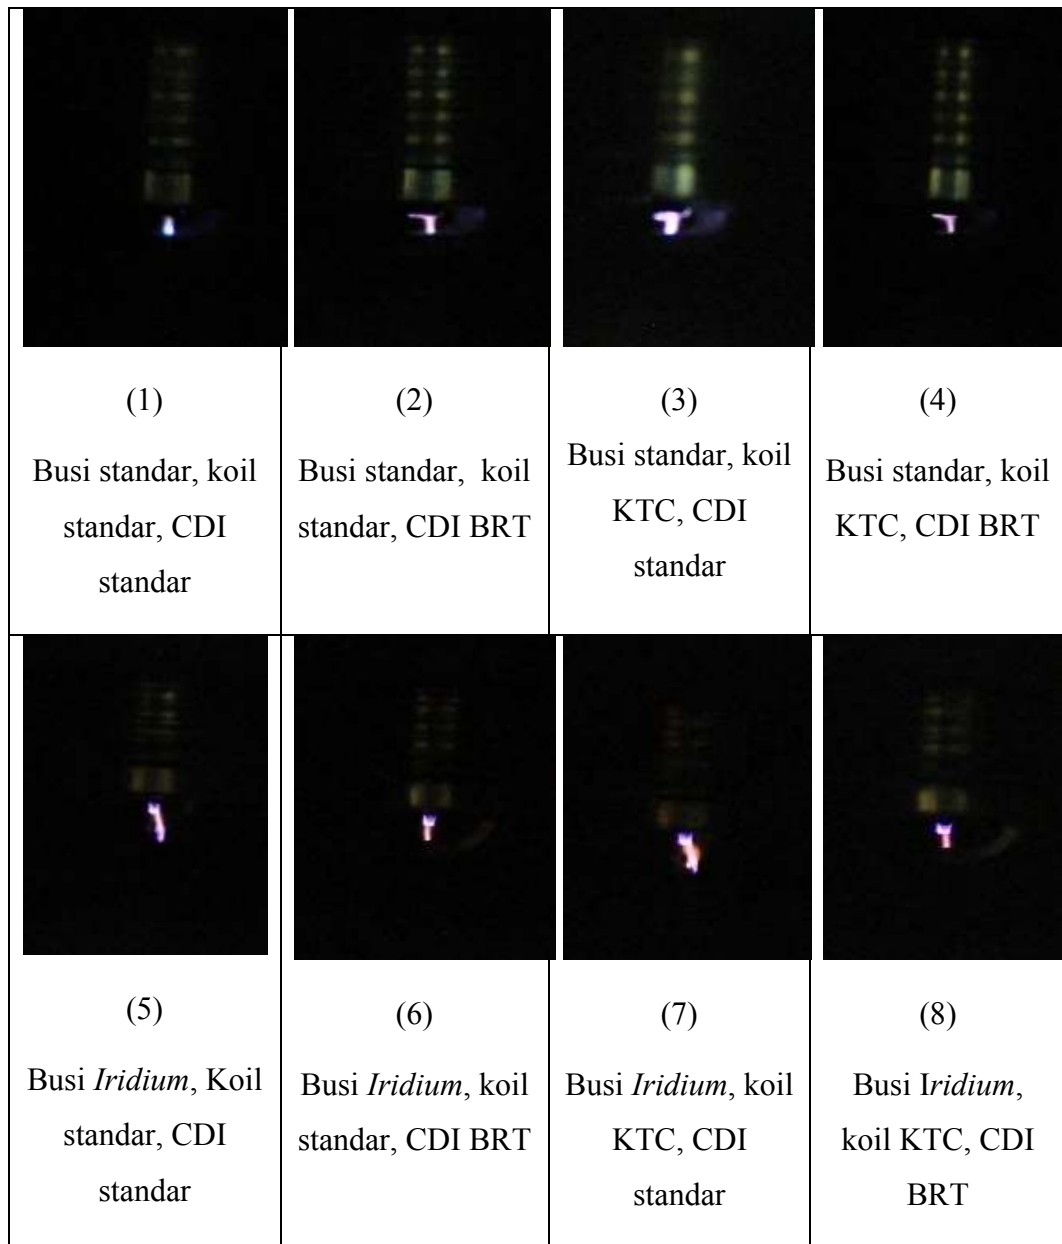 (1)
Busi standar, koil
standar, CDI
standar
(2)
Busi standar, koil
standar, CDI BRT
(3)
Busi standar, koil
KTC, CDI
standar
(4)
Busi standar, koil
KTC, CDI BRT
(5)
Busi Iridium, Koil
standar, CDI
standar
(6)
Busi Iridium, koil
standar, CDI BRT
(7)
Busi Iridium, koil
KTC, CDI
standar
(8)
Busi Iridium,
koil KTC, CDI
BRT